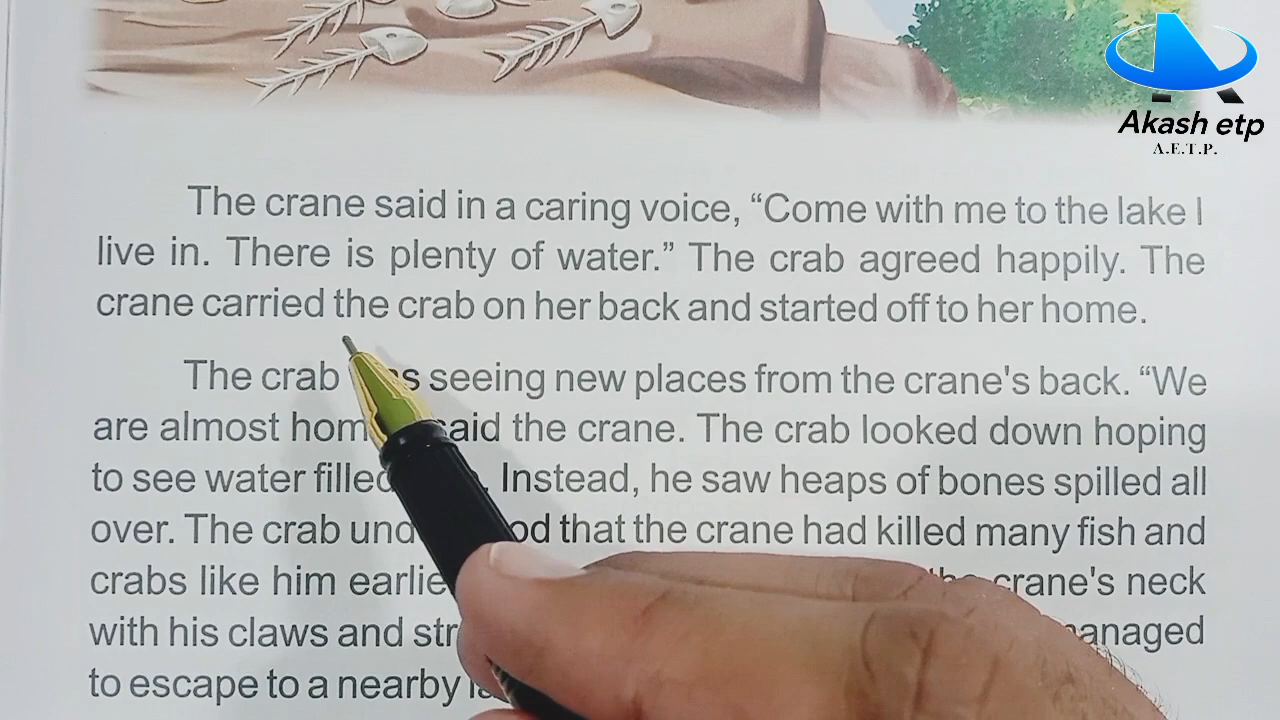 Akash etp
A.E.T.P.
The crane said in a caring voice, “Come with me to the lake I
live in. There is plenty of water.” The crab agreed happily. The
crane carried the crab on her back and started off to her home.
The crab seeing new places from the crane's back. “We
are almost said the crane. The crab looked down hoping
to see water Instead, he saw heaps of bones spilled all
over. The crab that the crane had killed many fish and
crabs like him crane's neck
with his claws and managed
to escape to a nearby